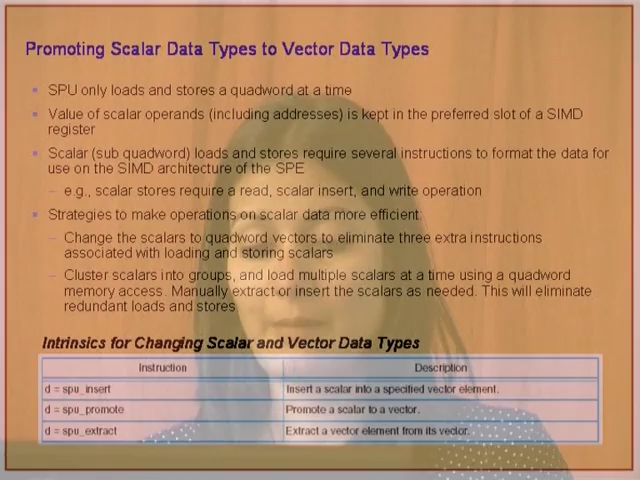 Promoting Scalar Data Types to Vector Data Types
SPU only loads and stores a quadword at a time
Value of scalar operands (including addresses) is kept in the preferred slot of a SIMD
register
Scalar (sub quadword) loads and stores require several instructions to format the data for
use on the SIMD architecture of the SPE
– e.g., scalar stores require a read, scalar insert, and write operation
Strategies to make operations on scalar data more efficient:
– Change the scalars to quadword vectors to eliminate three extra instructions
associated with loading and storing scalars
– Cluster scalars into groups, and load multiple scalars at a time using a quadword
memory access. Manually extract or insert the scalars as needed. This will eliminate
redundant loads and stores
Intrinsics for Changing Scalar and Vector Data Types
Instruction Description
d = spu_insert Insert a scalar into a specified vector element.
d = spu_promote Promote a scalar to a vector.
d = spu_extract Extract a vector element from its vector.